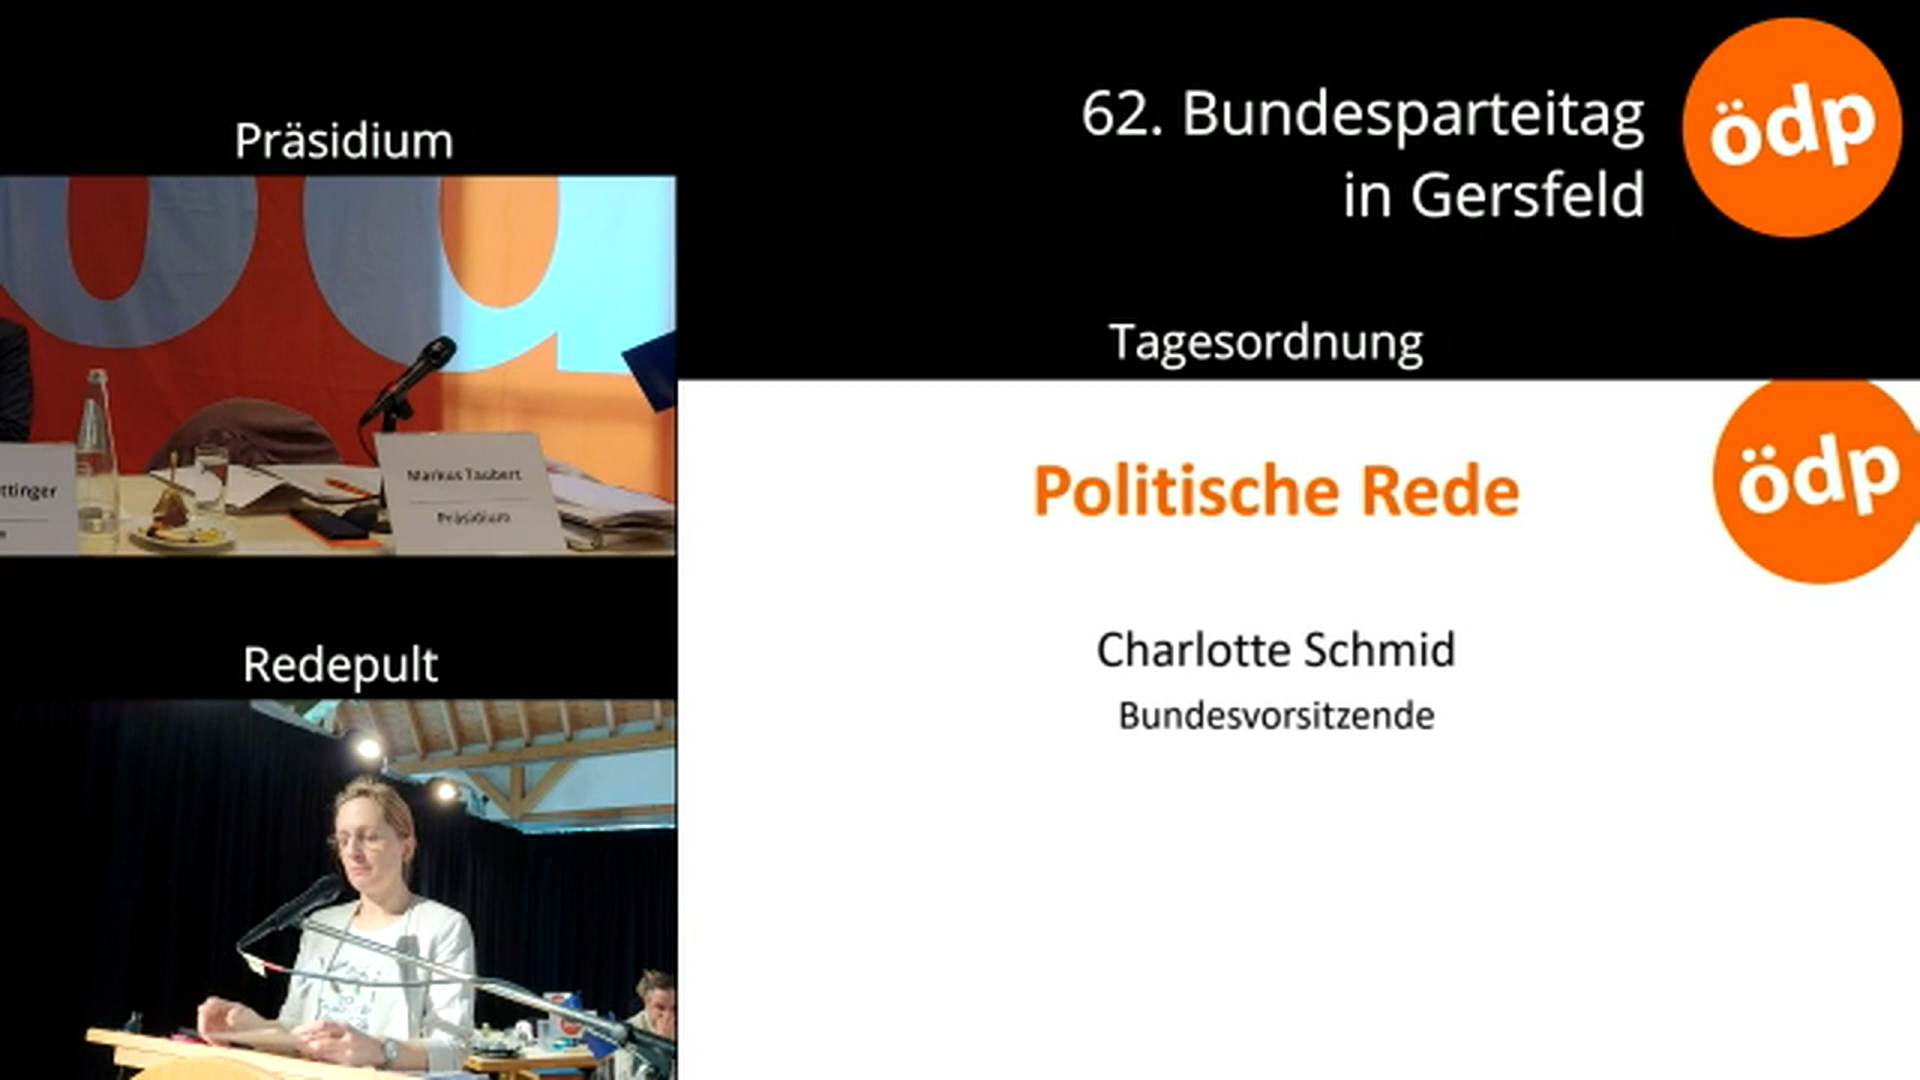 62. Bundesparteitag
in Gersfeld
ödp
Präsidium
ttinger
Markus Taubert
Präsidium
Tagesordnung
ödp
Politische Rede
Charlotte Schmid
Bundesvorsitzende
Redepult